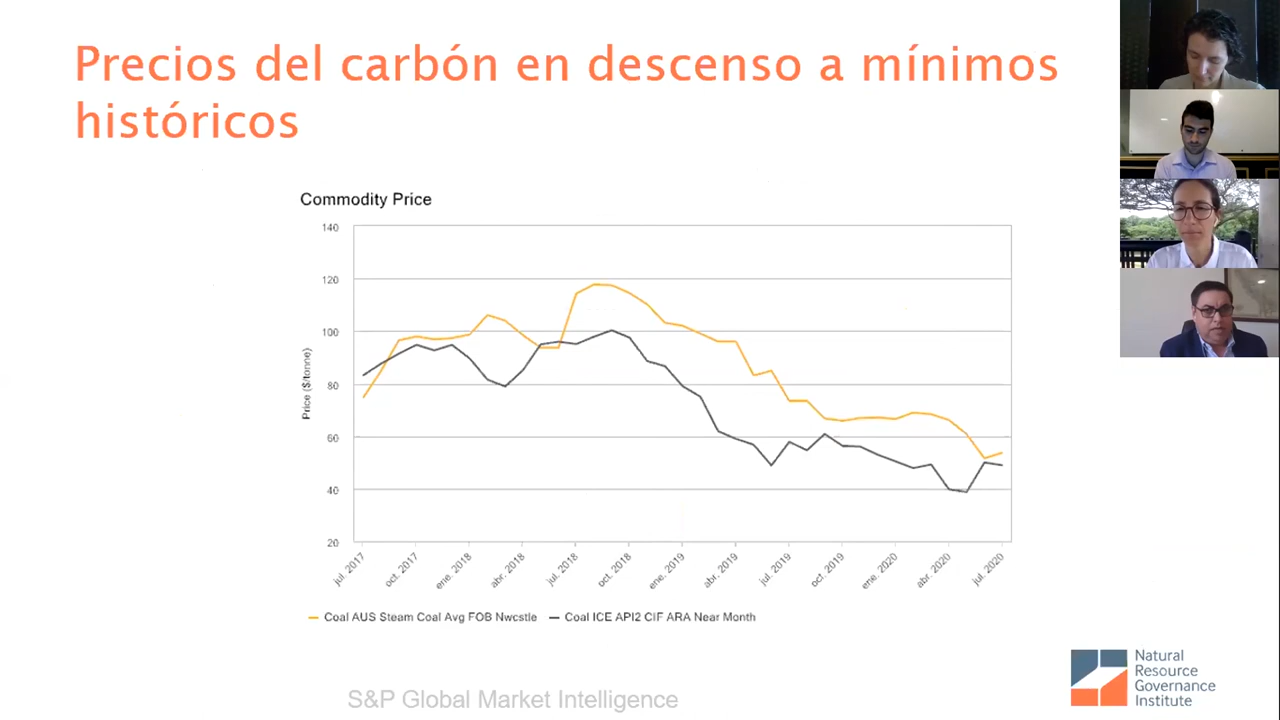 Precios del carbón en descenso a mínimos
históricos
Commodity Price
Price ($/tonne)
140
120
100
80
60
40
20
jul. 2017
oct. 2017
ene. 2018
abr. 2018
jul. 2018
oct. 2018
ene. 2019
abr. 2019
jul. 2019
oct. 2019
ene. 2020
abr. 2020
jul. 2020
Coal AUS Steam Coal Avg FOB Nwcstle
Coal ICE API2 CIF ARA Near Month
S&P Global Market Intelligence
Natural
Resource
Governance
Institute